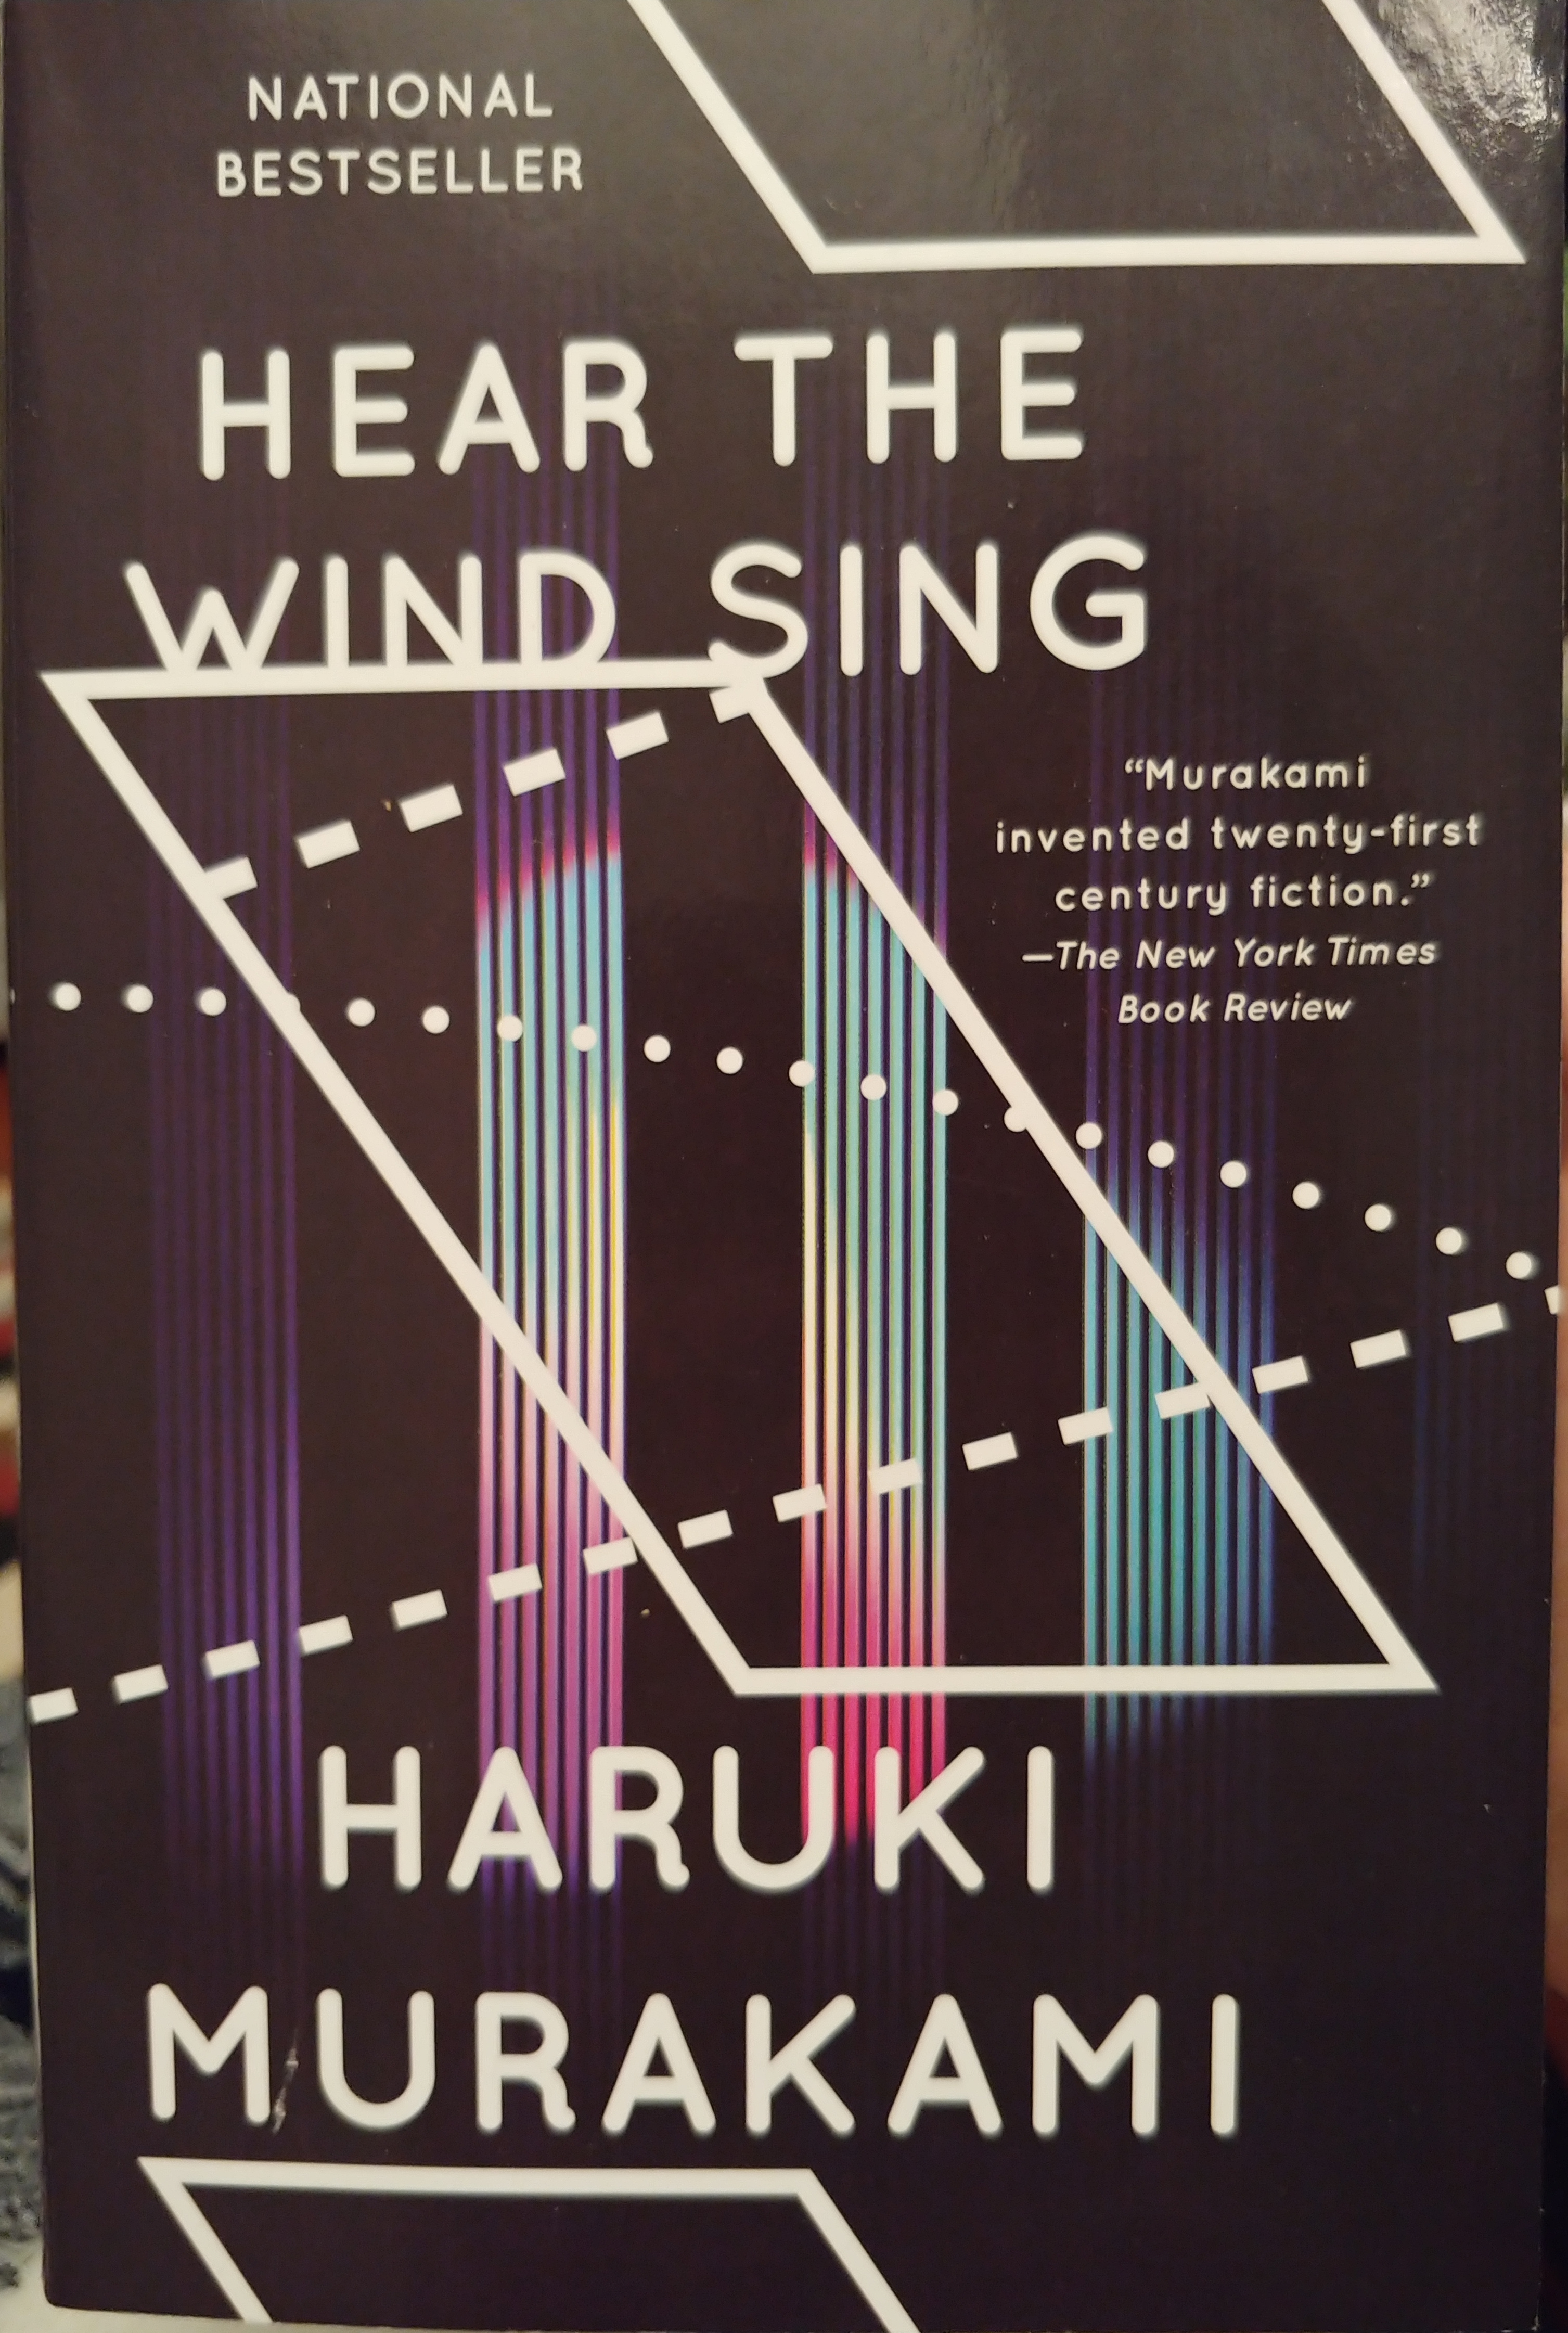 NATIONAL
BESTSELLER
HEAR THE
WIND SING
“Murakami
invented twenty-first
century fiction.”
—The New York Times
Book Review
HARUKI
MURAKAMI